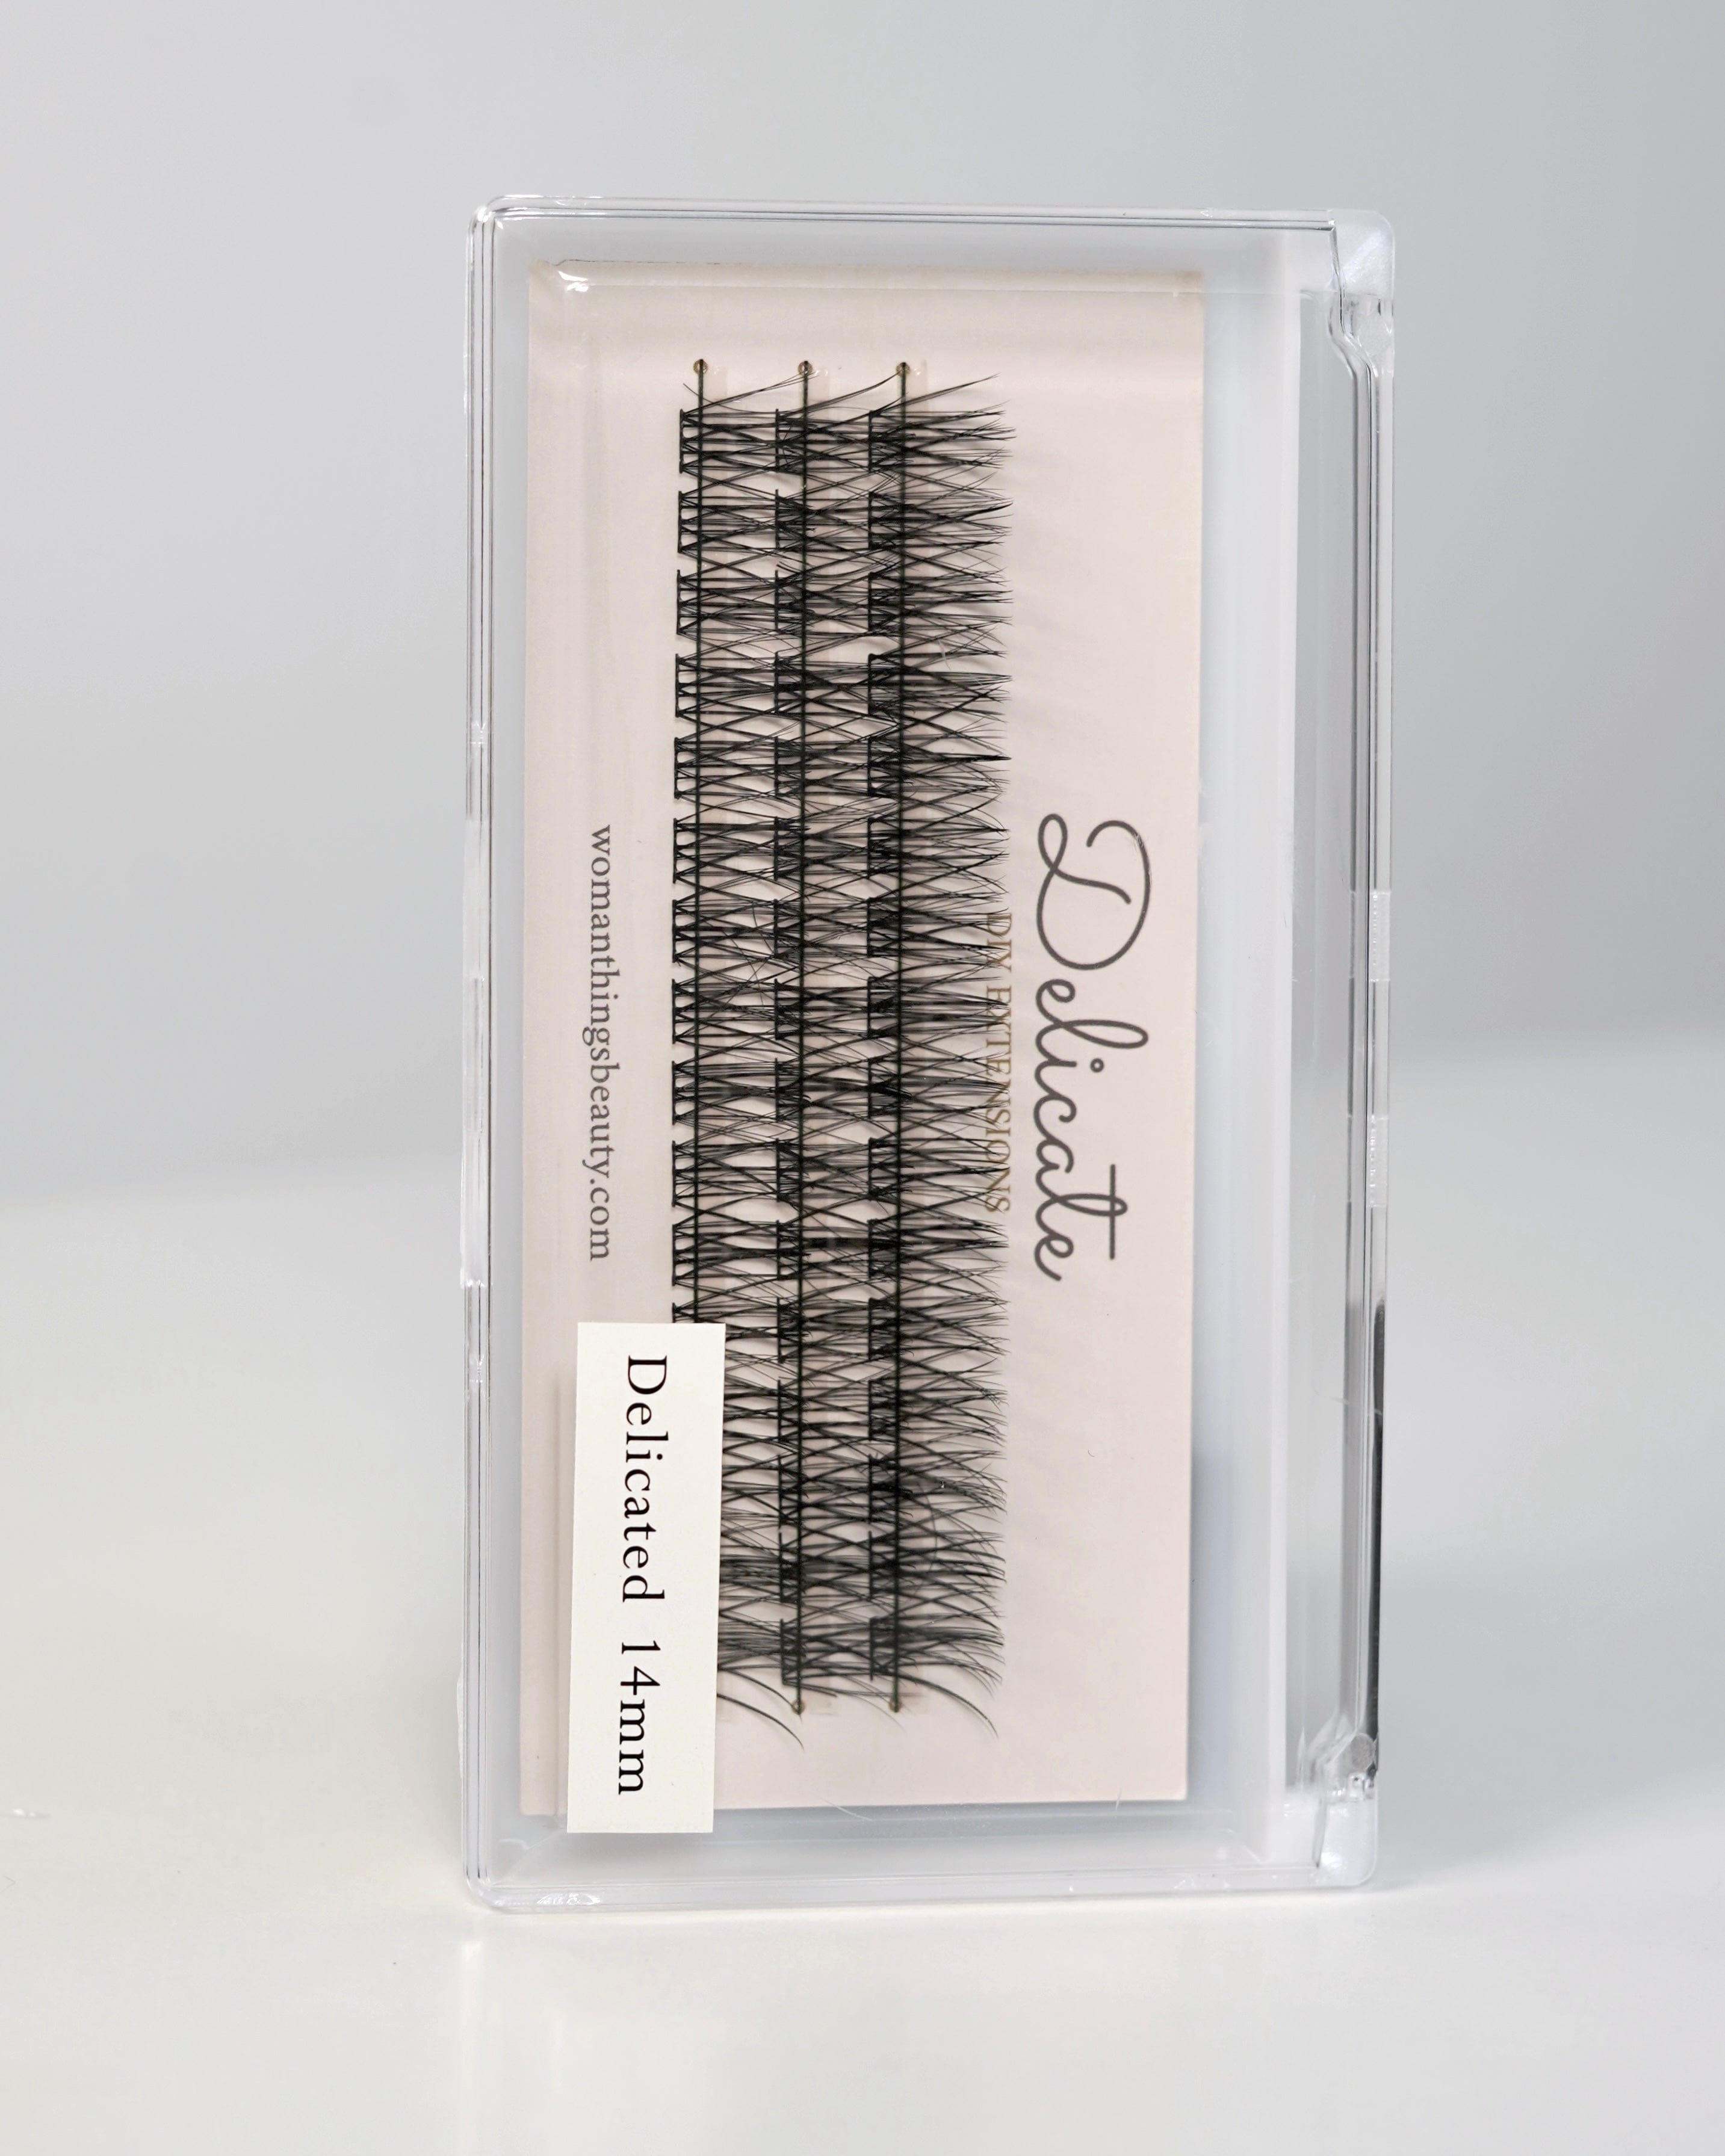 Delicate
DIY EXTENSIONS
womanthingsbeauty.com
Delicated 14mm